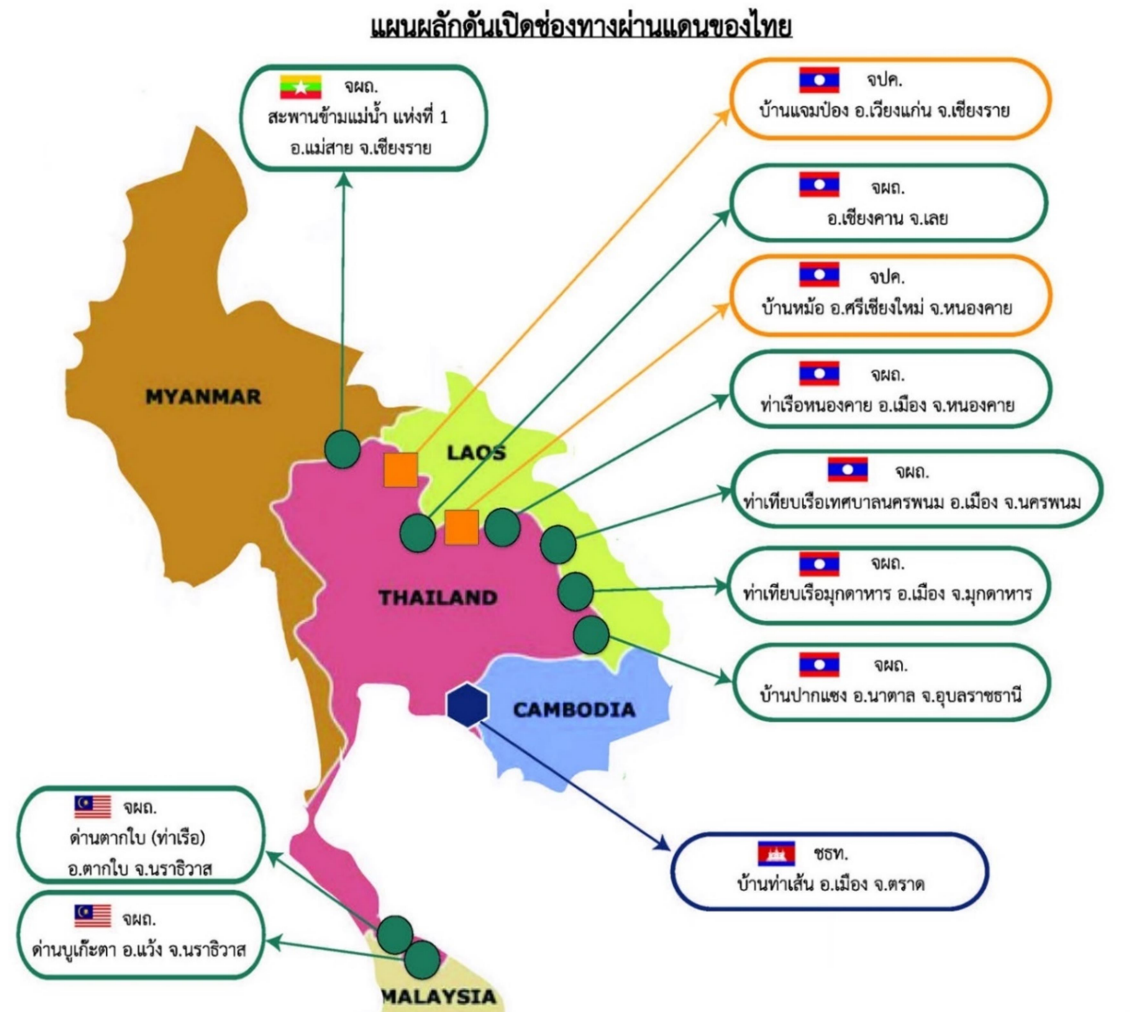 แผนผลักดันเปิดช่องทางผ่านแดนของไทย
จผถ.
สะพานข้ามแม่น้ำ แห่งที่ 1
อ.แม่สาย จ.เชียงราย
จปค.
บ้านแจมป๋อง อ.เวียงแก่น จ.เชียงราย
จผถ.
อ.เชียงคาน จ.เลย
จปค.
บ้านหม้อ อ.ศรีเชียงใหม่ จ.หนองคาย
จผถ.
ท่าเรือหนองคาย อ.เมือง จ.หนองคาย
จผถ.
ท่าเทียบเรือเทศบาลนครพนม อ.เมือง จ.นครพนม
จผถ.
ท่าเทียบเรือมุกดาหาร อ.เมือง จ.มุกดาหาร
จผถ.
บ้านปากแซง อ.นาตาล จ.อุบลราชธานี
MYANMAR
LAOS
THAILAND
CAMBODIA
จผถ.
ด่านตากใบ (ท่าเรือ)
อ.ตากใบ จ.นราธิวาส
จผถ.
ด่านบูเก๊ะตา อ.แว้ง จ.นราธิวาส
ชธท.
บ้านท่าเส้น อ.เมือง จ.ตราด
MALAYSIA